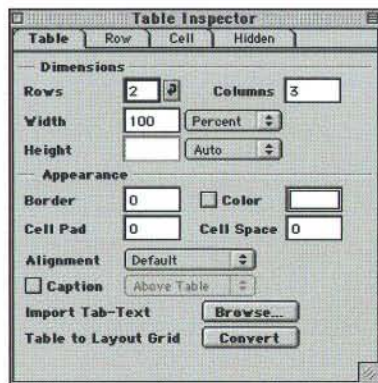 Table Inspector
Table Row Cell Hidden
Dimensions
Rows 2 Columns 3
Width 100 Percent
Height Auto
Appearance
Border 0 Color
Cell Pad 0 Cell Space 0
Alignment Default
Caption Above Table
Import Tab-Text Browse...
Table to Layout Grid Convert